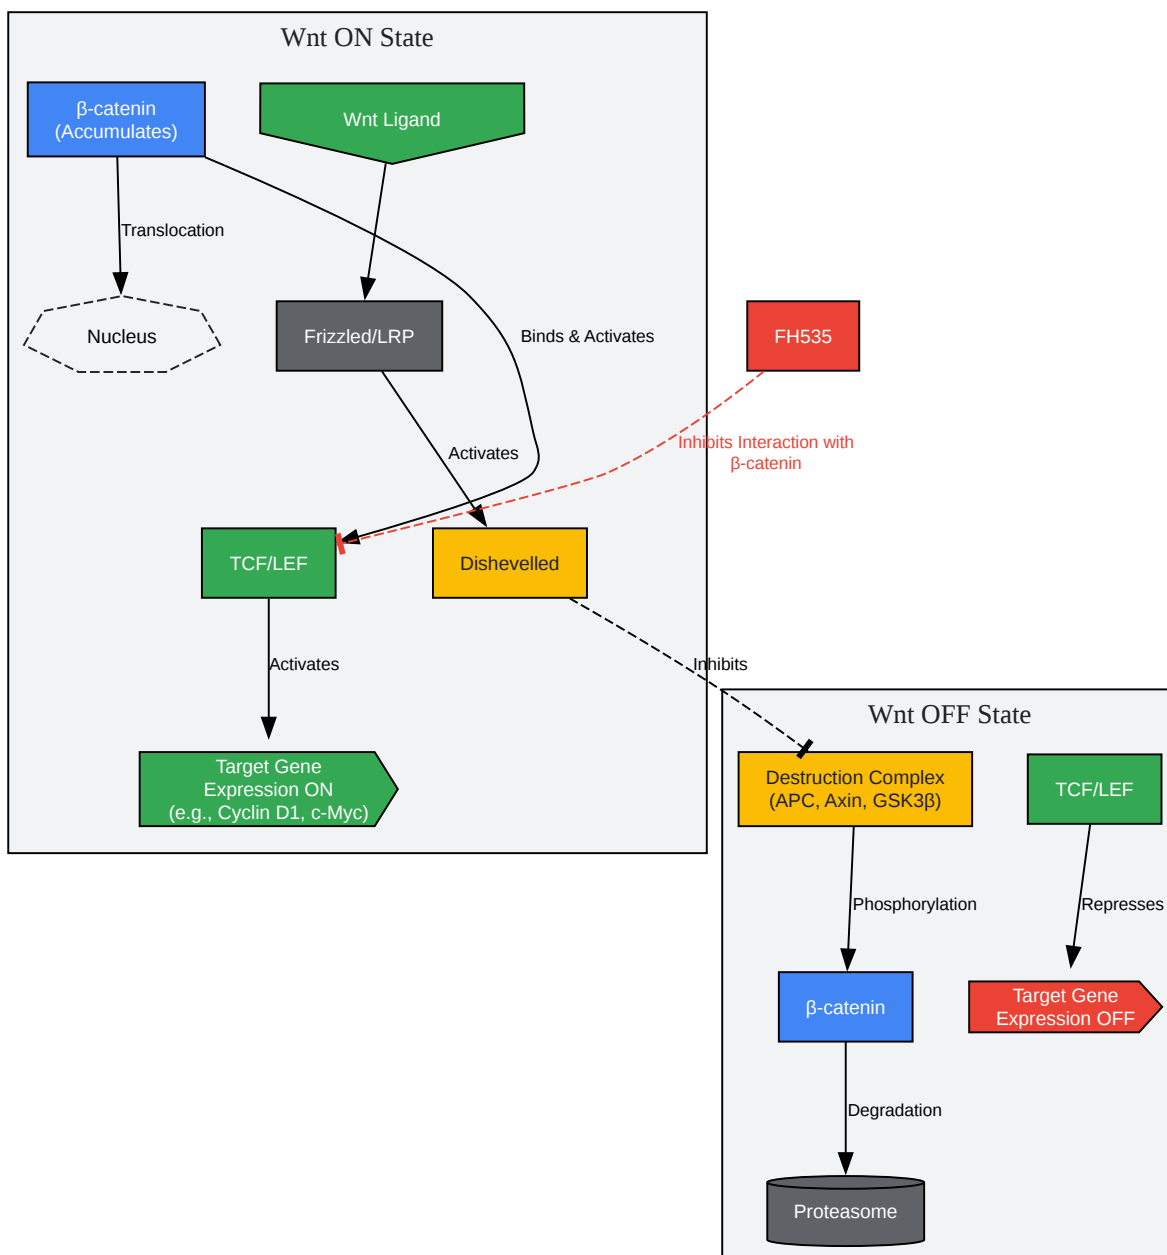 Wnt ON State
β-catenin
(Accumulates)
Wnt Ligand
Translocation
Nucleus
Frizzled/LRP
Binds & Activates
FH535
Activates
Inhibits Interaction with
β-catenin
TCF/LEF
Dishevelled
Activates
Inhibits
Target Gene
Expression ON
(e.g., Cyclin D1, c-Myc)
Wnt OFF State
Destruction Complex
(APC, Axin, GSK3β)
TCF/LEF
Phosphorylation
Represses
β-catenin
Target Gene
Expression OFF
Degradation
Proteasome